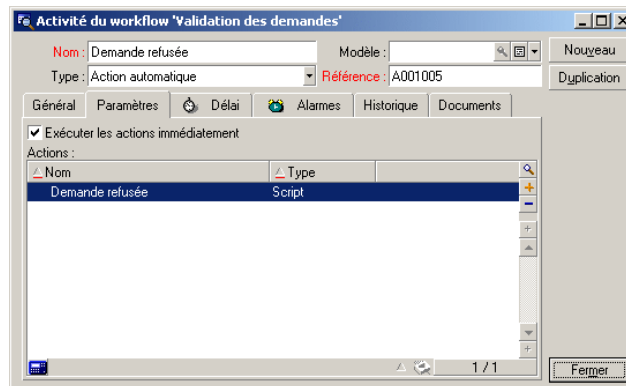 Activité du workflow 'Validation des demandes'
Nom : Demande refusée Modèle : Nouveau
Type : Action automatique Référence : A001005 Duplication
Général Paramètres Délai Alarmes Historique Documents
Exécuter les actions immédiatement
Actions :
Nom Type
Demande refusée Script
1 / 1 Fermer